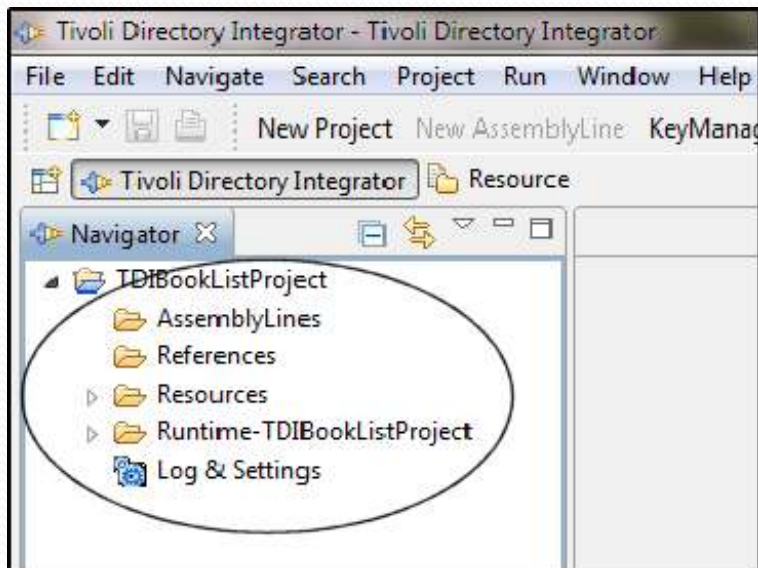 Tivoli Directory Integrator - Tivoli Directory Integrator
File Edit Navigate Search Project Run Window Help
New Project New AssemblyLine KeyManag
Tivoli Directory Integrator Resource
Navigator
TDIBookListProject
AssemblyLines
References
Resources
Runtime-TDIBookListProject
Log & Settings